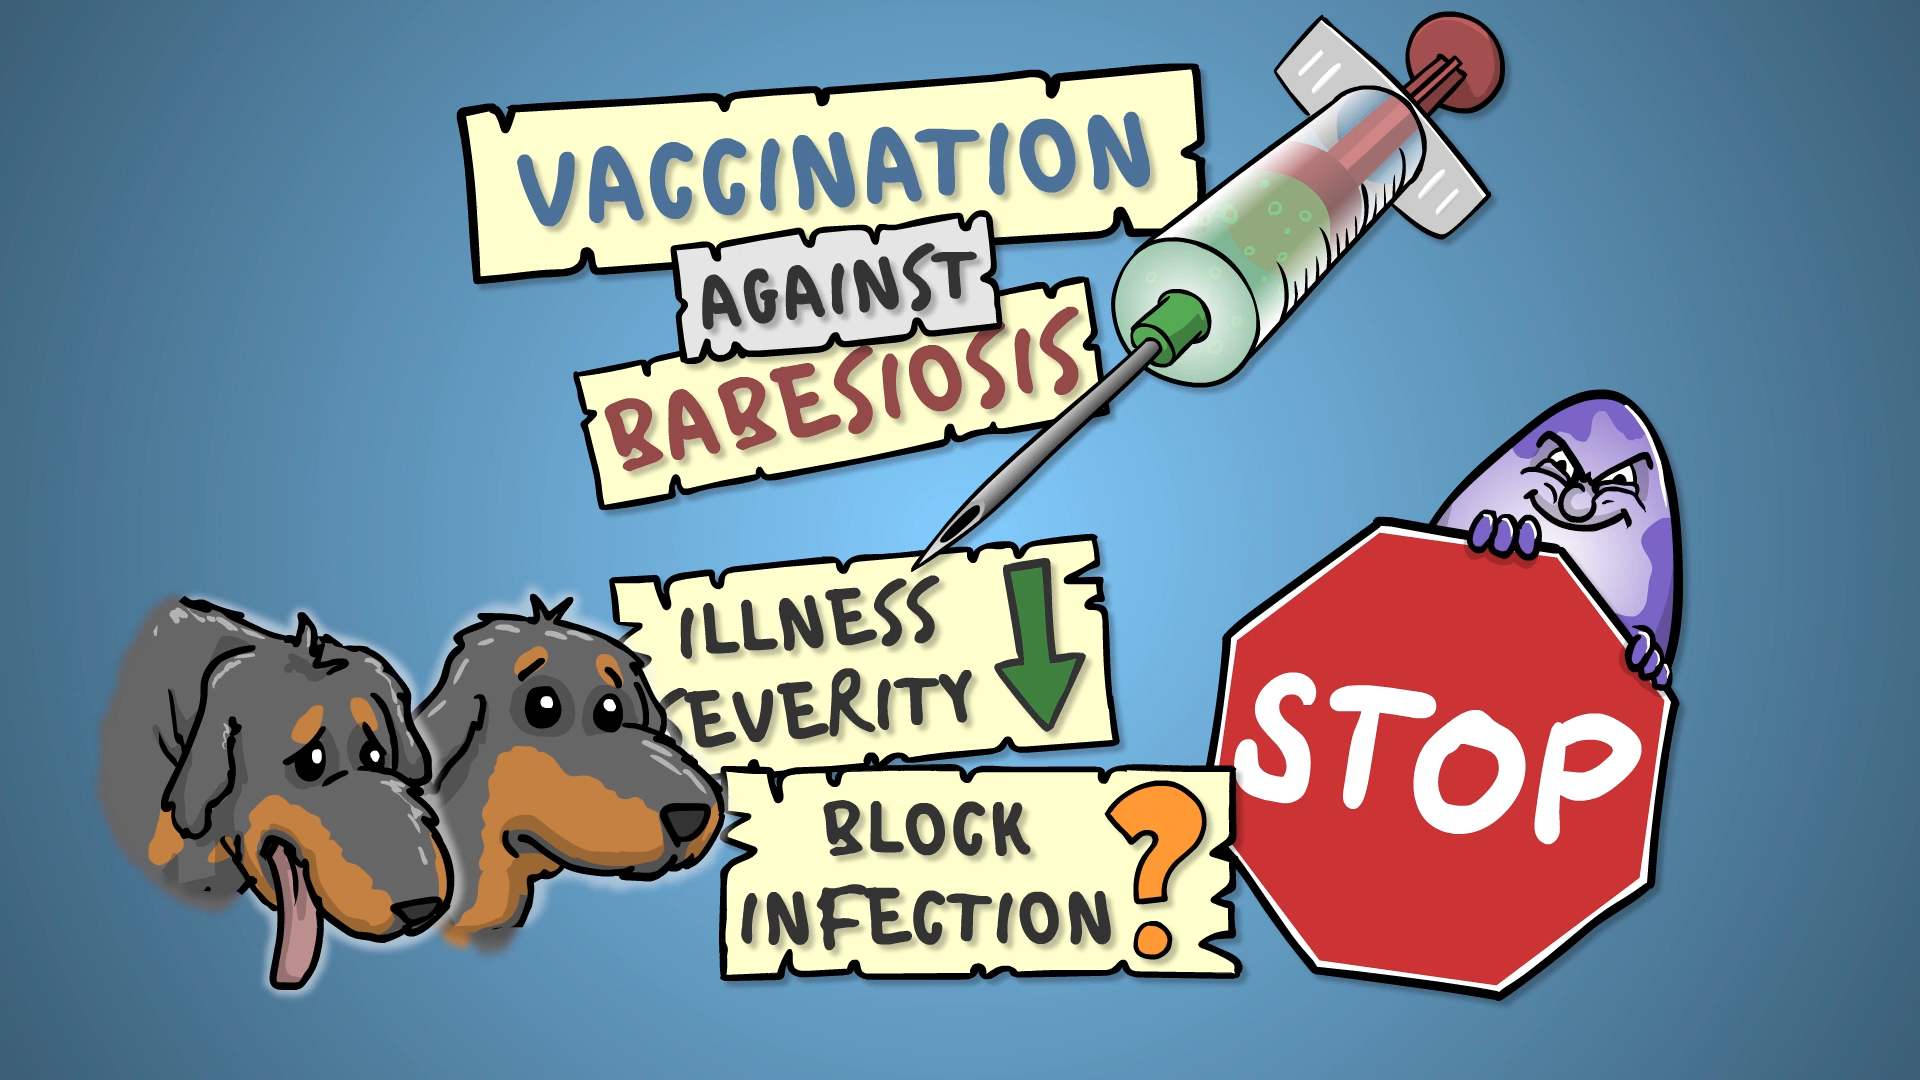 VACCINATION
AGAINST
BABESIOSIS
ILLNESS
SEVERITY
BLOCK
INFECTION?
STOP